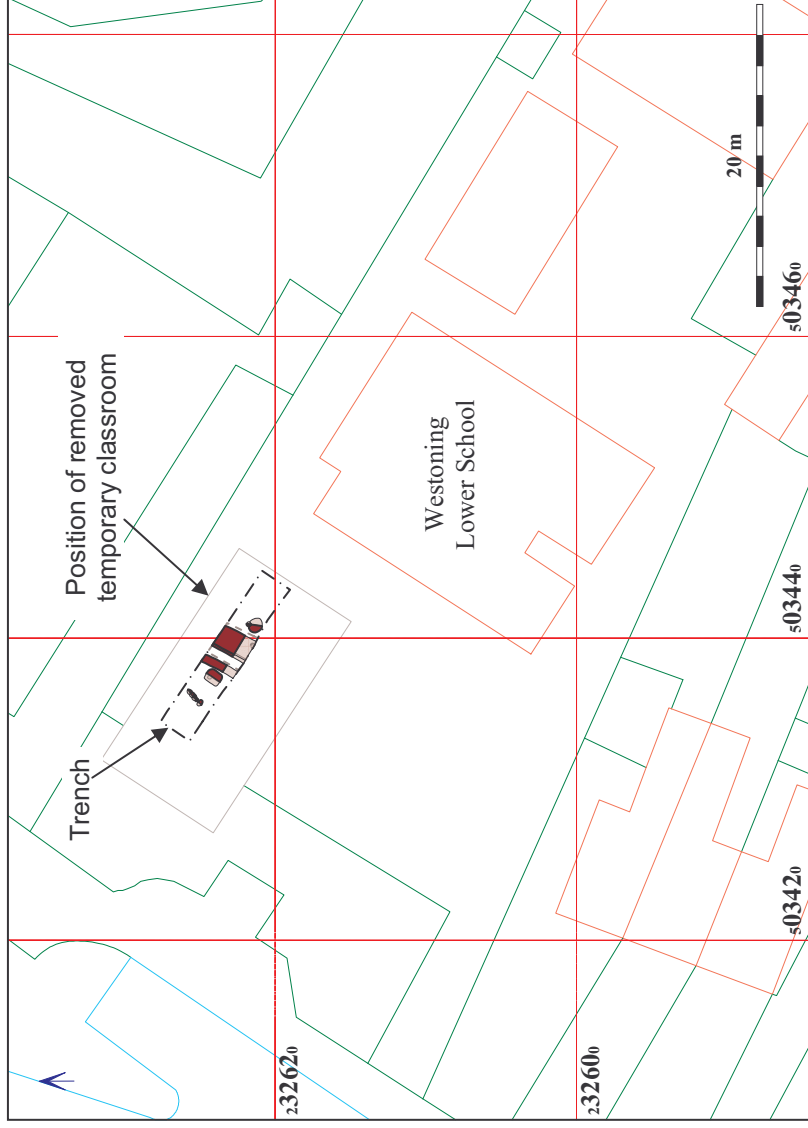 Position of removed
temporary classroom
Trench
Westoning
Lower School
20 m
232620
232600
503420
503440
503460